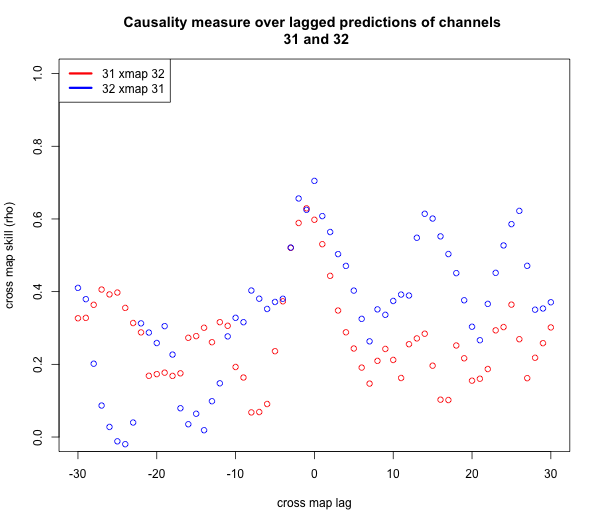 Causality measure over lagged predictions of channels
31 and 32
31 xmap 32
32 xmap 31
cross map skill (rho)
1.0
0.8
0.6
0.4
0.2
0.0
-30 -20 -10 0 10 20 30
cross map lag